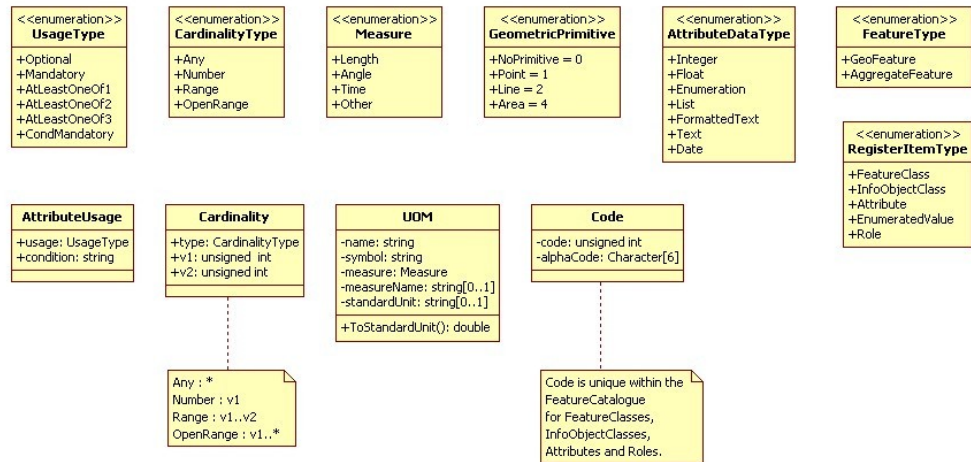 <<enumeration>>
UsageType
+Optional
+Mandatory
+AtLeastOneOf1
+AtLeastOneOf2
+AtLeastOneOf3
+CondMandatory
<<enumeration>>
CardinalityType
+Any
+Number
+Range
+OpenRange
<<enumeration>>
Measure
+Length
+Angle
+Time
+Other
<<enumeration>>
GeometricPrimitive
+NoPrimitive = 0
+Point = 1
+Line = 2
+Area = 4
<<enumeration>>
AttributeDataType
+Integer
+Float
+Enumeration
+List
+FormattedText
+Text
+Date
<<enumeration>>
FeatureType
+GeoFeature
+AggregateFeature
<<enumeration>>
RegisterItemType
+FeatureClass
+InfoObjectClass
+Attribute
+EnumeratedValue
+Role
AttributeUsage
+usage: UsageType
+condition: string
Cardinality
+type: CardinalityType
+v1: unsigned int
+v2: unsigned int
UOM
-name: string
-symbol: string
-measure: Measure
-measureName: string[0..1]
-standardUnit: string[0..1]
+ToStandardUnit(): double
Code
-code: unsigned int
-alphaCode: Character[6]
Any : *
Number : v1
Range : v1..v2
OpenRange : v1..*
Code is unique within the
FeatureCatalogue
for FeatureClasses,
InfoObjectClasses,
Attributes and Roles.